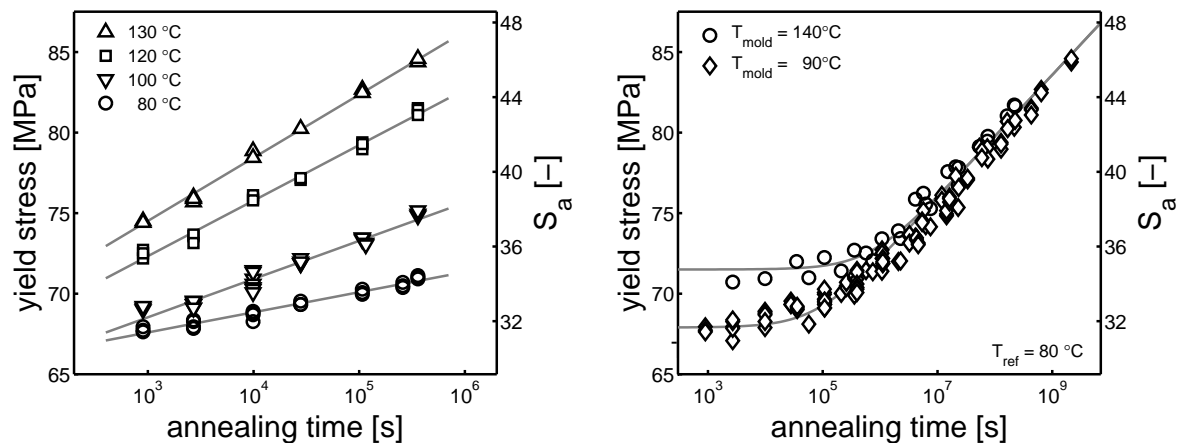 85
80
75
70
65
yield stress [MPa]
130 °C
120 °C
100 °C
80 °C
48
44
40
36
32
S_a [−]
10^3
10^4
10^5
10^6
annealing time [s]
85
80
75
70
65
yield stress [MPa]
T_mold = 140°C
T_mold = 90°C
T_ref = 80 °C
48
44
40
36
32
S_a [−]
10^3
10^5
10^7
10^9
annealing time [s]